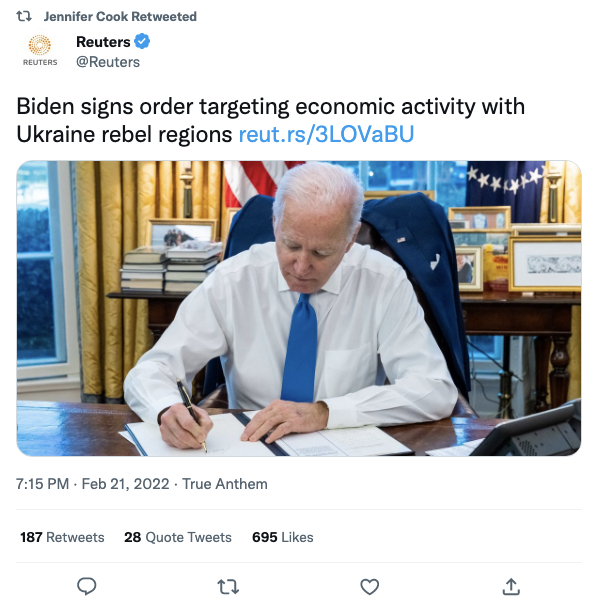 Jennifer Cook Retweeted
Reuters
REUTERS
@Reuters
Biden signs order targeting economic activity with
Ukraine rebel regions reut.rs/3LOVaBU
7:15 PM · Feb 21, 2022 · True Anthem
187 Retweets 28 Quote Tweets 695 Likes